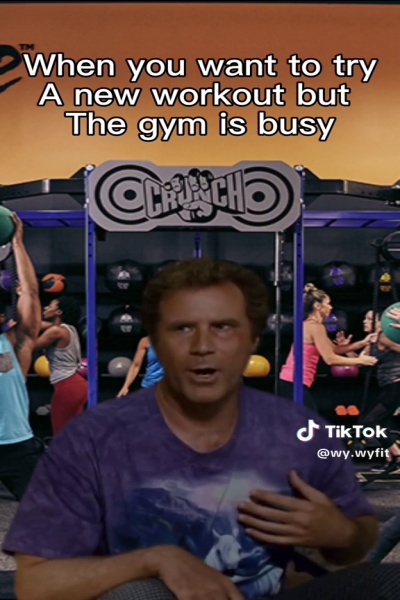 When you want to try
A new workout but
The gym is busy
CRUNCH
TikTok
@wy.wyfit